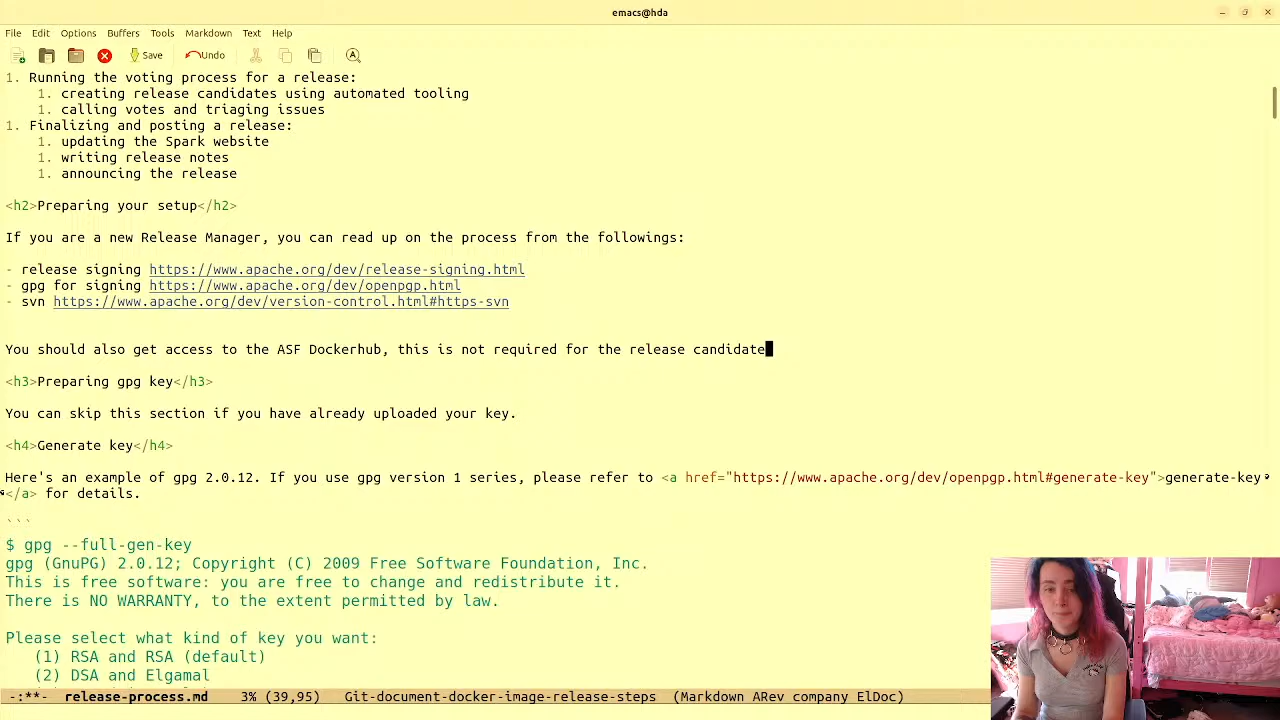 emacs@hda
File Edit Options Buffers Tools Markdown Text Help
Save Undo
1. Running the voting process for a release:
1. creating release candidates using automated tooling
1. calling votes and triaging issues
1. Finalizing and posting a release:
1. updating the Spark website
1. writing release notes
1. announcing the release
<h2>Preparing your setup</h2>
If you are a new Release Manager, you can read up on the process from the followings:
- release signing https://www.apache.org/dev/release-signing.html
- gpg for signing https://www.apache.org/dev/openpgp.html
- svn https://www.apache.org/dev/version-control.html#https-svn
You should also get access to the ASF Dockerhub, this is not required for the release candidate
<h3>Preparing gpg key</h3>
You can skip this section if you have already uploaded your key.
<h4>Generate key</h4>
Here's an example of gpg 2.0.12. If you use gpg version 1 series, please refer to <a href="https://www.apache.org/dev/openpgp.html#generate-key">generate-key
</a> for details.
```
$ gpg --full-gen-key
gpg (GnuPG) 2.0.12; Copyright (C) 2009 Free Software Foundation, Inc.
This is free software: you are free to change and redistribute it.
There is NO WARRANTY, to the extent permitted by law.
Please select what kind of key you want:
(1) RSA and RSA (default)
(2) DSA and Elgamal
-:**- release-process.md 3% (39,95) Git-document-docker-image-release-steps (Markdown ARev company ElDoc)